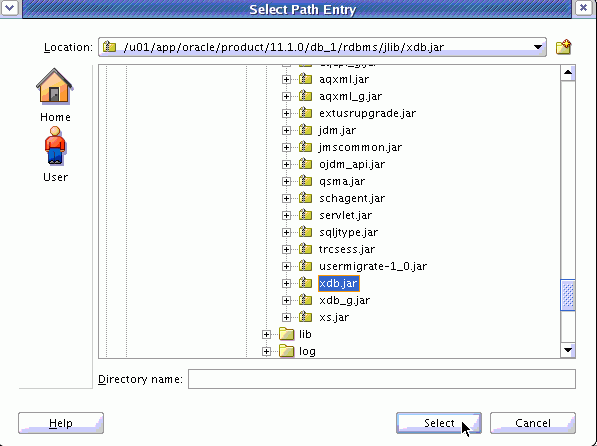 Select Path Entry
Location: /u01/app/oracle/product/11.1.0/db_1/rdbms/jlib/xdb.jar
Home
User
aqxml.jar
aqxml_g.jar
extusrupgrade.jar
jdm.jar
jmscommon.jar
ojdm_api.jar
qsma.jar
schagent.jar
servlet.jar
sqljtype.jar
trcsess.jar
usermigrate-1_0.jar
xdb.jar
xdb_g.jar
xs.jar
lib
log
Directory name:
Help
Select
Cancel